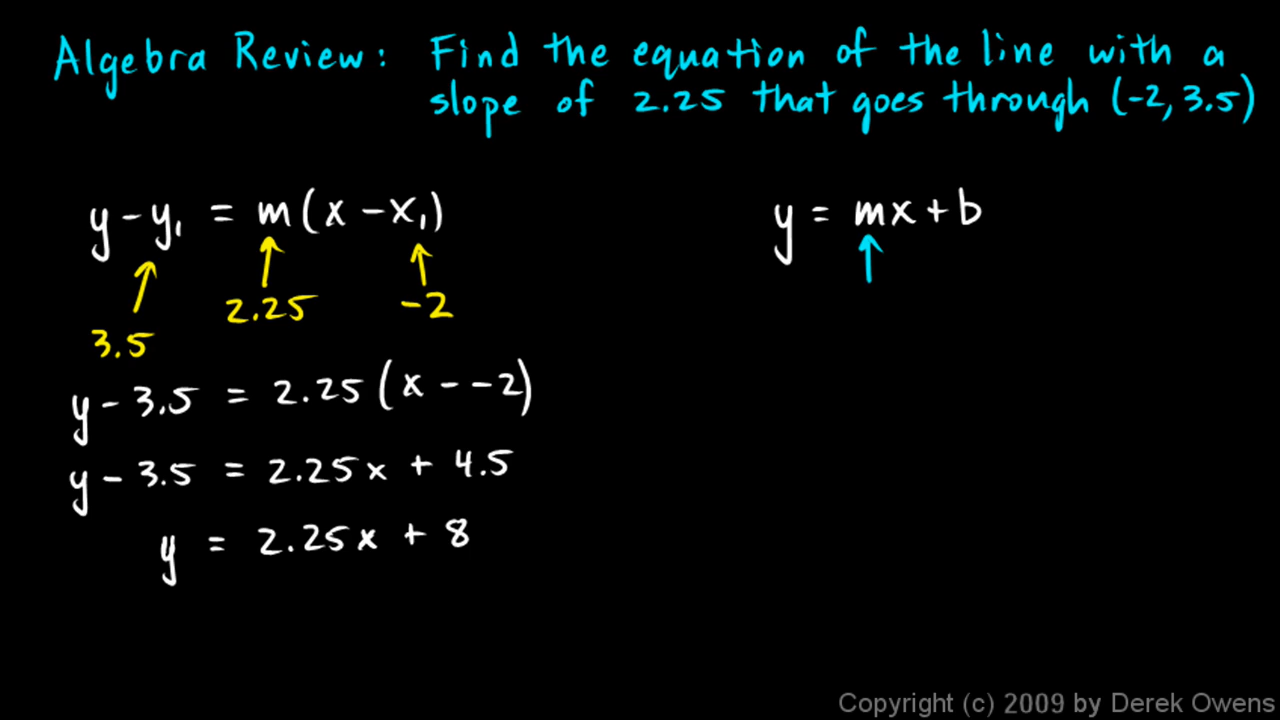 Algebra Review: Find the equation of the line with a
slope of 2.25 that goes through (-2, 3.5)
y - y₁ = m(x - x₁)
3.5
2.25
-2
y - 3.5 = 2.25(x - -2)
y - 3.5 = 2.25x + 4.5
y = 2.25x + 8
y = mx + b
Copyright (c) 2009 by Derek Owens